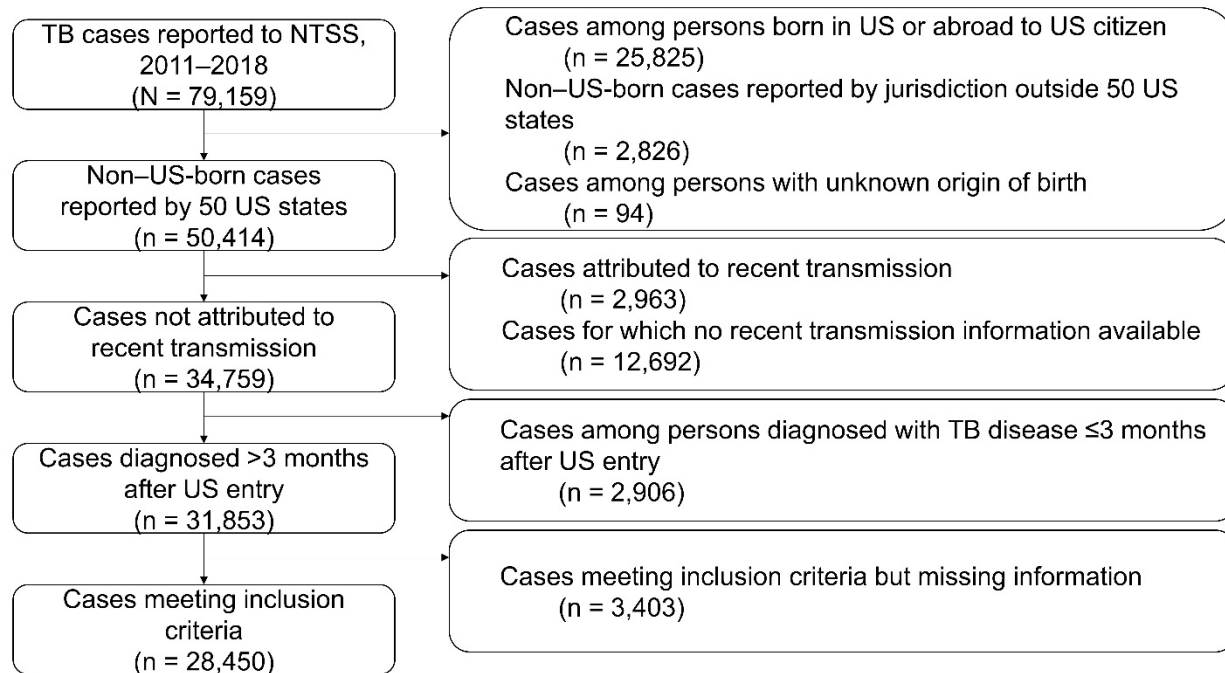 TB cases reported to NTSS,
2011–2018
(N = 79,159)
Cases among persons born in US or abroad to US citizen
(n = 25,825)
Non–US-born cases reported by jurisdiction outside 50 US
states
(n = 2,826)
Cases among persons with unknown origin of birth
(n = 94)
Non–US-born cases
reported by 50 US states
(n = 50,414)
Cases attributed to recent transmission
(n = 2,963)
Cases for which no recent transmission information available
(n = 12,692)
Cases not attributed to
recent transmission
(n = 34,759)
Cases among persons diagnosed with TB disease ≤3 months
after US entry
(n = 2,906)
Cases diagnosed >3 months
after US entry
(n = 31,853)
Cases meeting inclusion criteria but missing information
(n = 3,403)
Cases meeting inclusion
criteria
(n = 28,450)